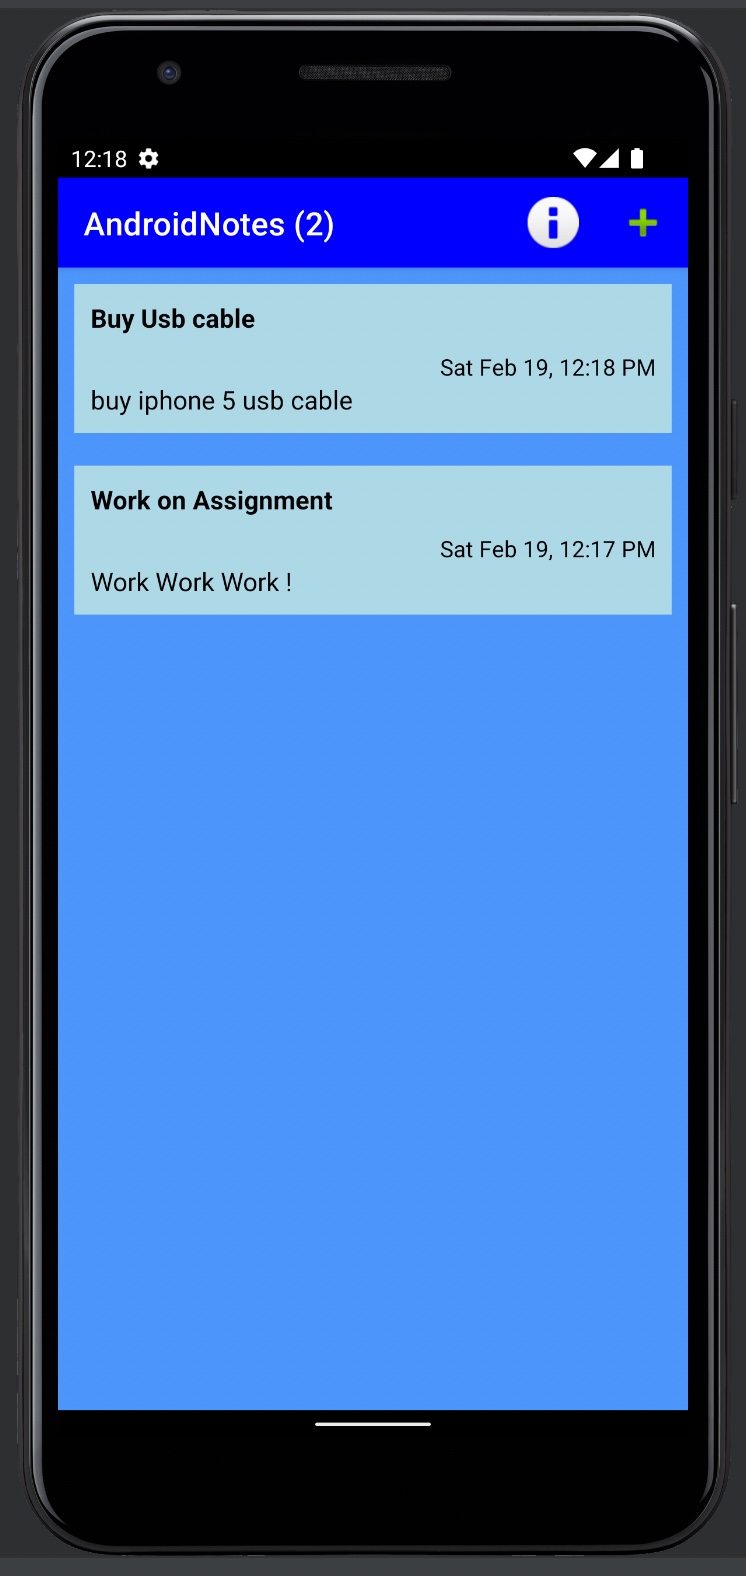 12:18
AndroidNotes (2)
Buy Usb cable
Sat Feb 19, 12:18 PM
buy iphone 5 usb cable
Work on Assignment
Sat Feb 19, 12:17 PM
Work Work Work !